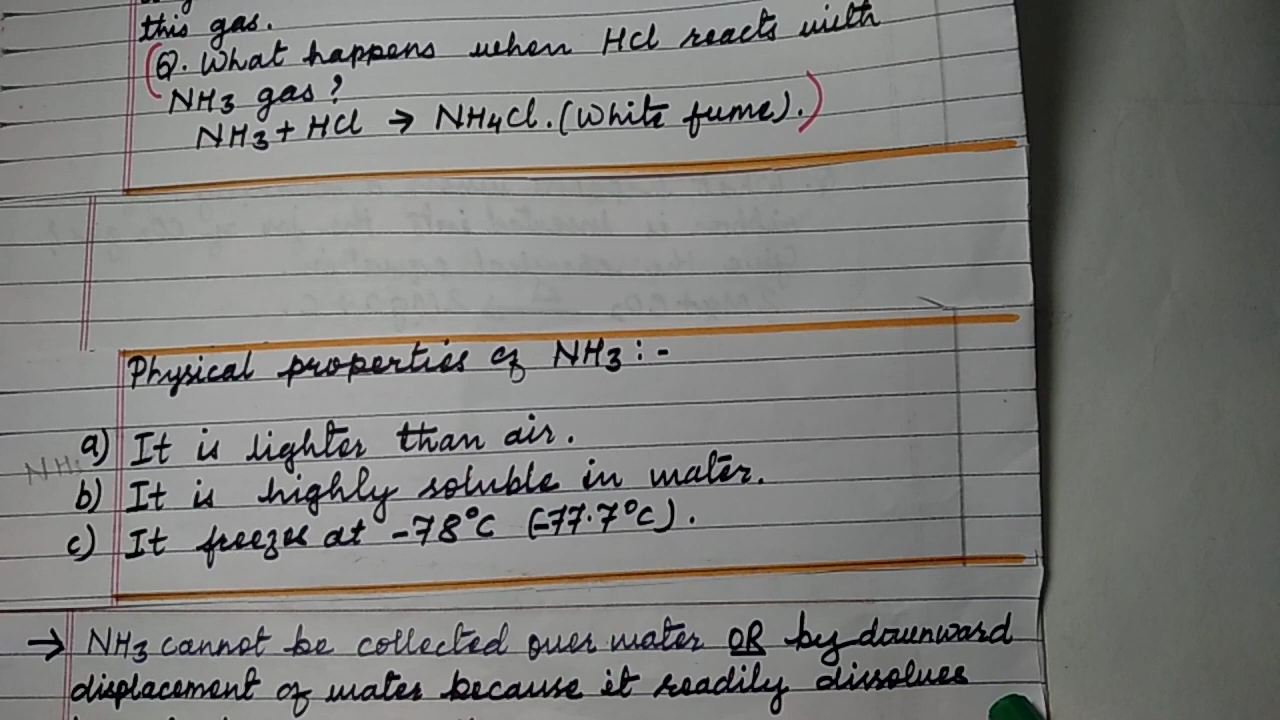 this gas.
Q. What happens when HCl reacts with
NH3 gas?
NH3 + HCl → NH4Cl. (White fume).)
Physical properties of NH3:-
a) It is lighter than air.
b) It is highly soluble in water.
c) It freezes at -78°C (-77.7°C).
→ NH3 cannot be collected over water OR by downward
displacement of water because it readily dissolves